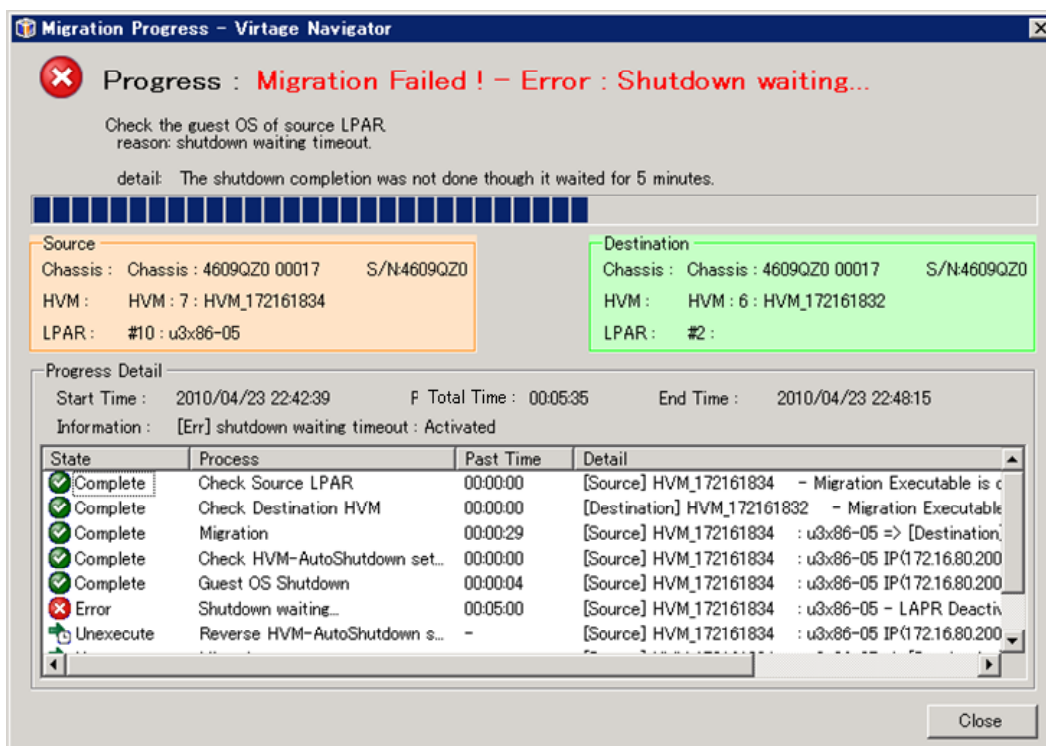 Migration Progress - Virtage Navigator
Progress : Migration Failed ! - Error : Shutdown waiting...
Check the guest OS of source LPAR.
reason: shutdown waiting timeout.
detail: The shutdown completion was not done though it waited for 5 minutes.
Source
Chassis : Chassis : 4609QZ0 00017 S/N:4609QZ0
HVM : HVM : 7 : HVM_172161834
LPAR : #10 : u3x86-05
Destination
Chassis : Chassis : 4609QZ0 00017 S/N:4609QZ0
HVM : HVM : 6 : HVM_172161832
LPAR : #2 :
Progress Detail
Start Time : 2010/04/23 22:42:39 P Total Time : 00:05:35 End Time : 2010/04/23 22:48:15
Information : [Err] shutdown waiting timeout : Activated
State Process Past Time Detail
Complete Check Source LPAR 00:00:00 [Source] HVM_172161834 - Migration Executable is
Complete Check Destination HVM 00:00:00 [Destination] HVM_172161832 - Migration Executable
Complete Migration 00:00:29 [Source] HVM_172161834 : u3x86-05 => [Destination]
Complete Check HVM-AutoShutdown set... 00:00:00 [Source] HVM_172161834 : u3x86-05 IP(172.16.80.200
Complete Guest OS Shutdown 00:00:04 [Source] HVM_172161834 : u3x86-05 IP(172.16.80.200
Error Shutdown waiting... 00:05:00 [Source] HVM_172161834 : u3x86-05 - LAPR Deactiv
Unexecute Reverse HVM-AutoShutdown s... - [Source] HVM_172161834 : u3x86-05 IP(172.16.80.200
Close